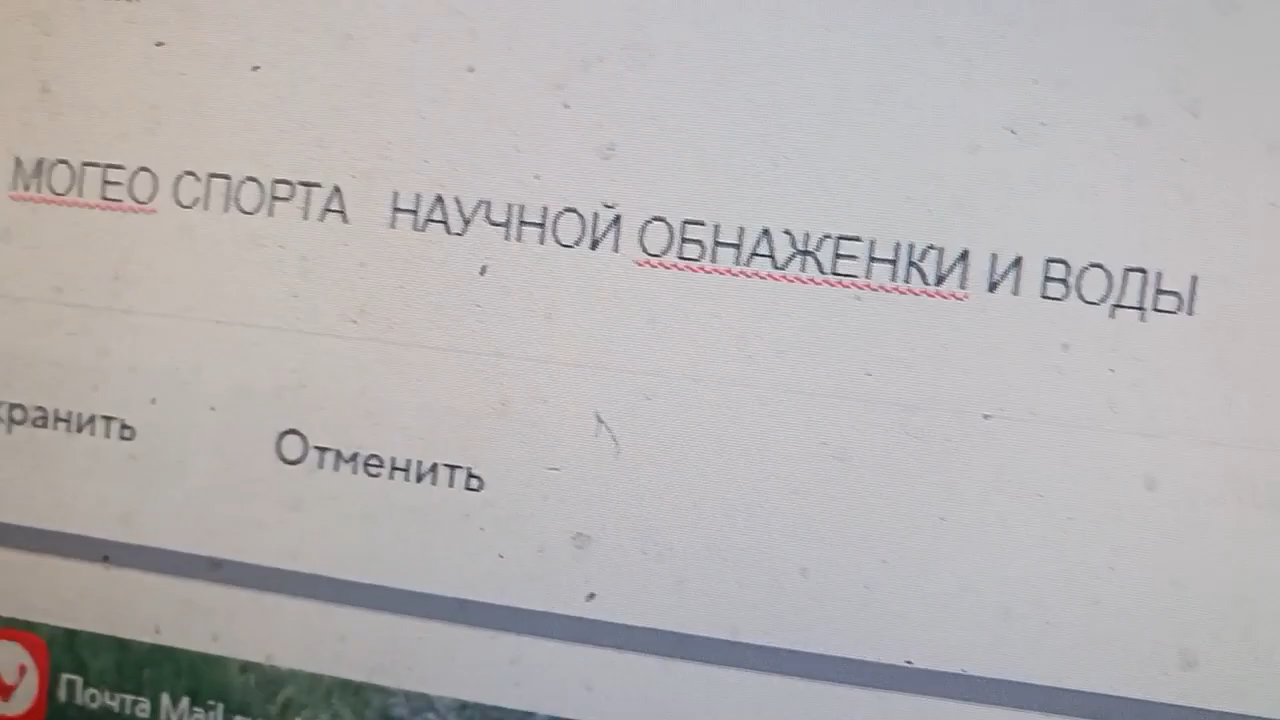 МОГЕО СПОРТА НАУЧНОЙ ОБНАЖЕНКИ И ВОДЫ
хранить Отменить
Почта Mail